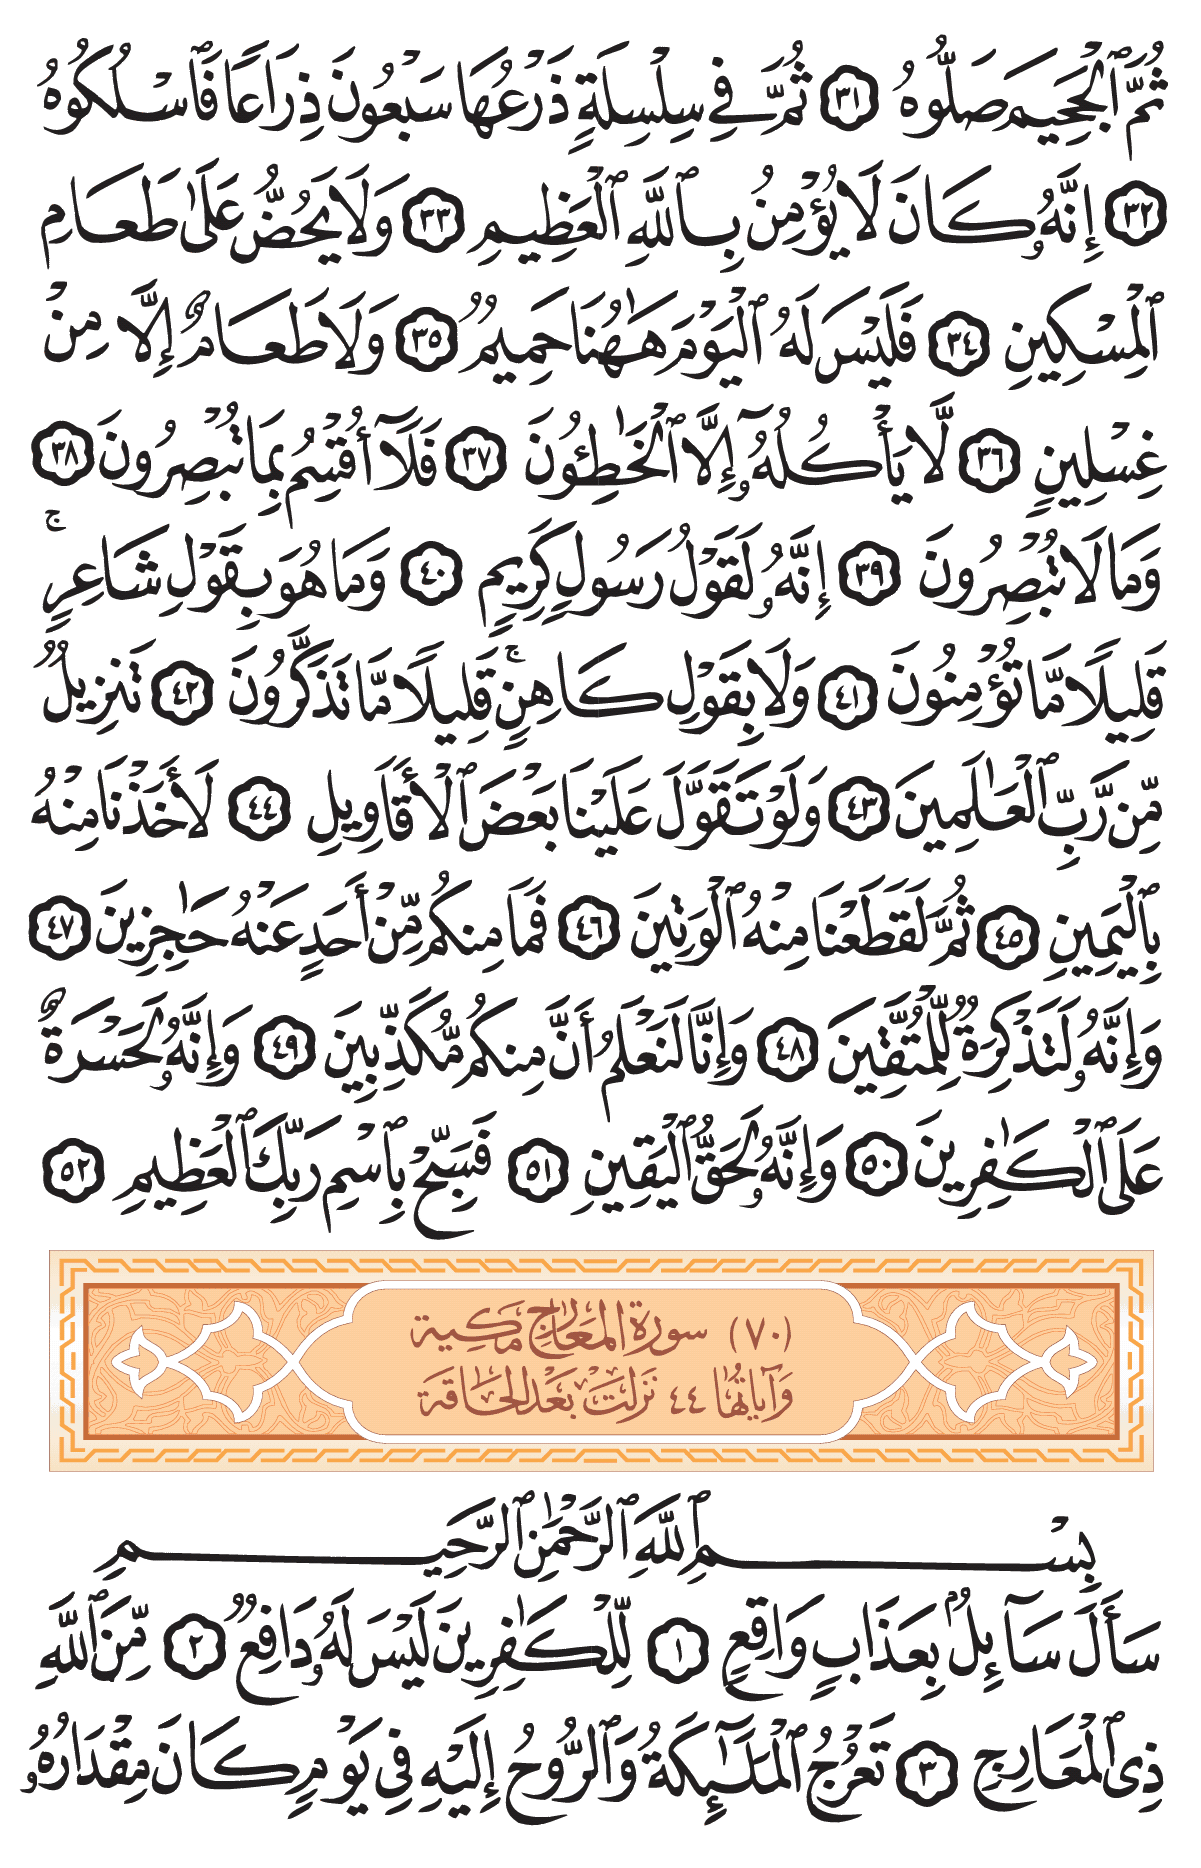 ثُمَّ ٱلْجَحِيمَ صَلُّوهُ ٣١ ثُمَّ فِي سِلْسِلَةٍ ذَرْعُهَا سَبْعُونَ ذِرَاعًا فَٱسْلُكُوهُ
٣٢ إِنَّهُۥ كَانَ لَا يُؤْمِنُ بِٱللَّهِ ٱلْعَظِيمِ ٣٣ وَلَا يَحُضُّ عَلَىٰ طَعَامِ
ٱلْمِسْكِينِ ٣٤ فَلَيْسَ لَهُ ٱلْيَوْمَ هَـٰهُنَا حَمِيمٌ ٣٥ وَلَا طَعَامٌ إِلَّا مِنْ
غِسْلِينٍ ٣٦ لَّا يَأْكُلُهُۥٓ إِلَّا ٱلْخَـٰطِـُٔونَ ٣٧ فَلَآ أُقْسِمُ بِمَا تُبْصِرُونَ ٣٨
وَمَا لَا تُبْصِرُونَ ٣٩ إِنَّهُۥ لَقَوْلُ رَسُولٍ كَرِيمٍ ٤٠ وَمَا هُوَ بِقَوْلِ شَاعِرٍ ۚ
قَلِيلًا مَّا تُؤْمِنُونَ ٤١ وَلَا بِقَوْلِ كَاهِنٍ ۚ قَلِيلًا مَّا تَذَكَّرُونَ ٤٢ تَنزِيلٌ
مِّن رَّبِّ ٱلْعَـٰلَمِينَ ٤٣ وَلَوْ تَقَوَّلَ عَلَيْنَا بَعْضَ ٱلْأَقَاوِيلِ ٤٤ لَأَخَذْنَا مِنْهُ
بِٱلْيَمِينِ ٤٥ ثُمَّ لَقَطَعْنَا مِنْهُ ٱلْوَتِينَ ٤٦ فَمَا مِنكُم مِّنْ أَحَدٍ عَنْهُ حَـٰجِزِينَ ٤٧
وَإِنَّهُۥ لَتَذْكِرَةٌ لِّلْمُتَّقِينَ ٤٨ وَإِنَّا لَنَعْلَمُ أَنَّ مِنكُم مُّكَذِّبِينَ ٤٩ وَإِنَّهُۥ لَحَسْرَةٌ
عَلَى ٱلْكَـٰفِرِينَ ٥٠ وَإِنَّهُۥ لَحَقُّ ٱلْيَقِينِ ٥١ فَسَبِّحْ بِٱسْمِ رَبِّكَ ٱلْعَظِيمِ ٥٢
(٧٠) سورة المعارج مكية
وآياتها ٤٤ نزلت بعد الحاقة
بِسْمِ ٱللَّهِ ٱلرَّحْمَـٰنِ ٱلرَّحِيمِ
سَأَلَ سَآئِلٌۢ بِعَذَابٍ وَاقِعٍ ١ لِّلْكَـٰفِرِينَ لَيْسَ لَهُۥ دَافِعٌ ٢ مِّنَ ٱللَّهِ
ذِى ٱلْمَعَارِجِ ٣ تَعْرُجُ ٱلْمَلَـٰٓئِكَةُ وَٱلرُّوحُ إِلَيْهِ فِي يَوْمٍ كَانَ مِقْدَارُهُۥ